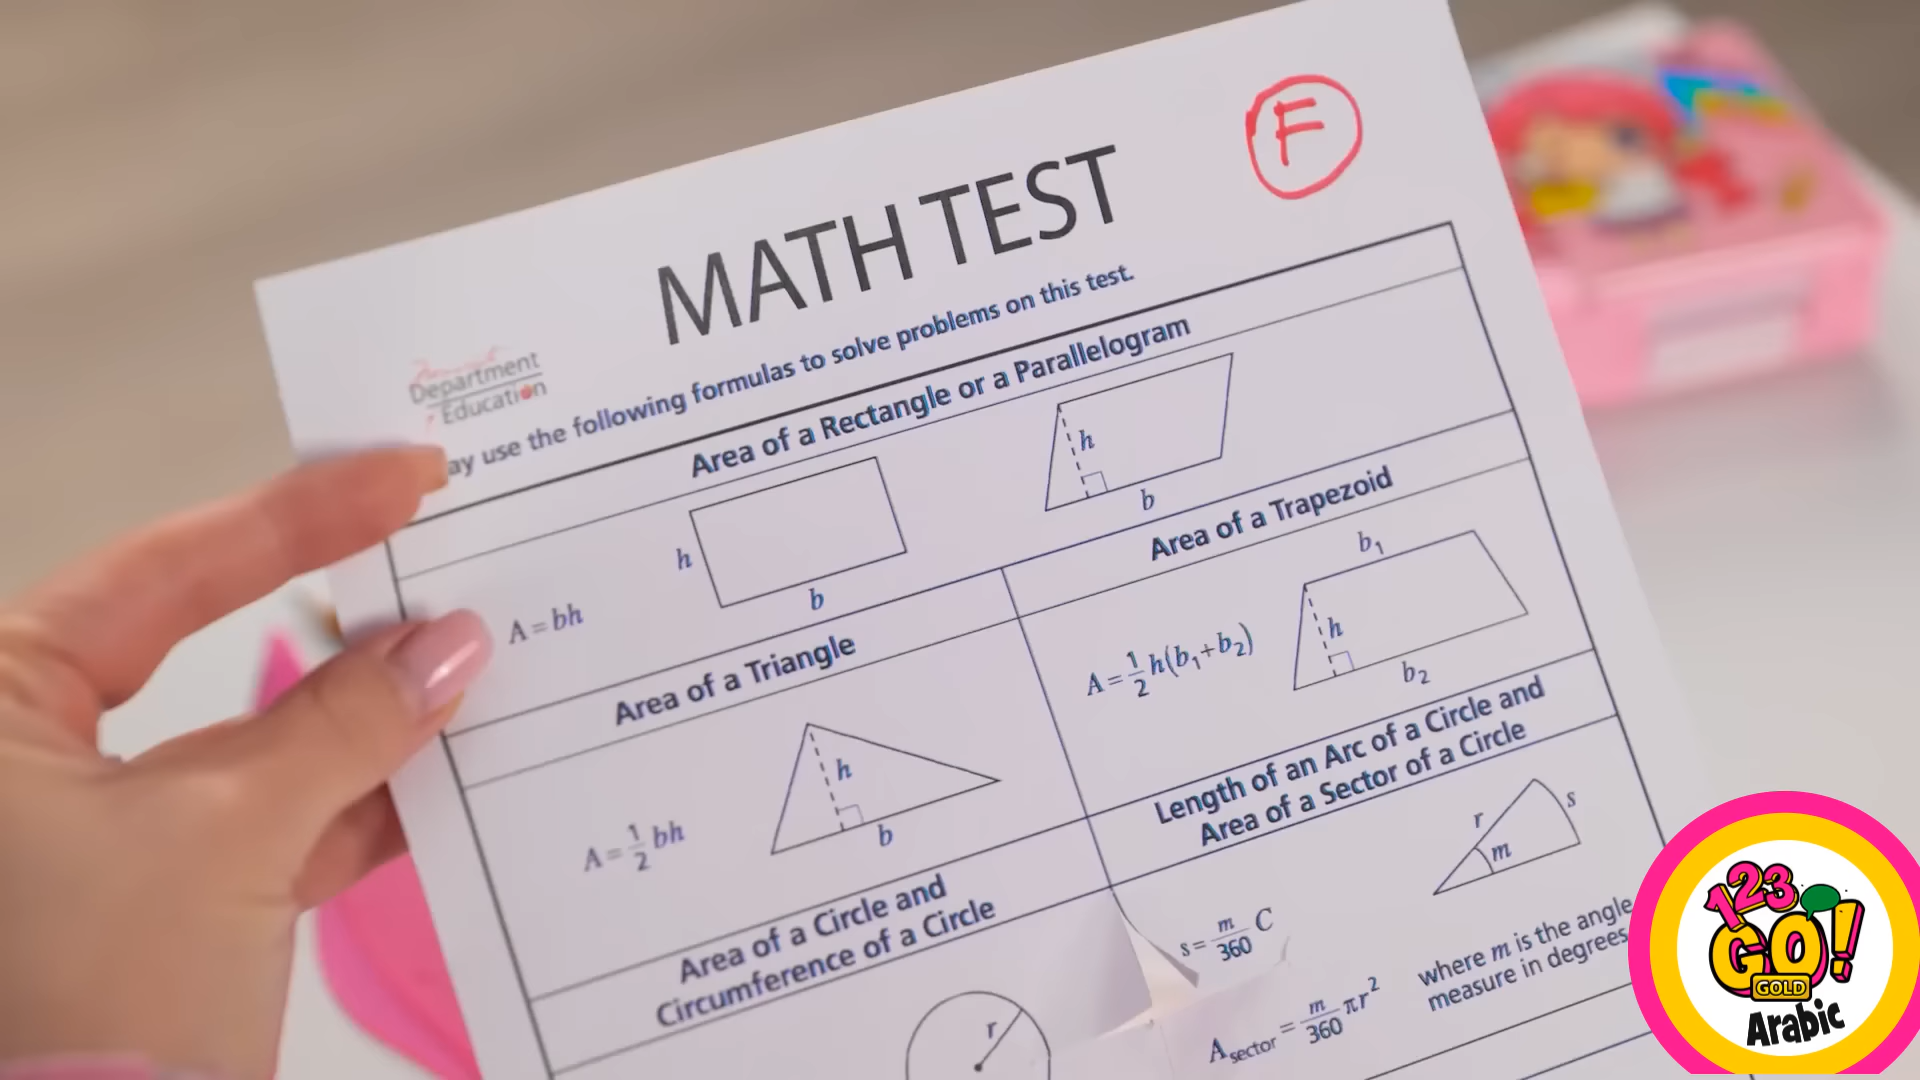 F
MATH TEST
Department
Education
ay use the following formulas to solve problems on this test.
Area of a Rectangle or a Parallelogram
h
b
h
b
A = bh
Area of a Triangle
h
b
A = 1/2 bh
Area of a Trapezoid
b₁
h
b₂
A = 1/2 h(b₁+b₂)
Length of an Arc of a Circle and
Area of a Sector of a Circle
r
s
m
s = m/360 C
A sector = m/360 πr²
where m is the angle
measure in degrees
Area of a Circle and
Circumference of a Circle
r
123
GO!
GOLD
Arabic